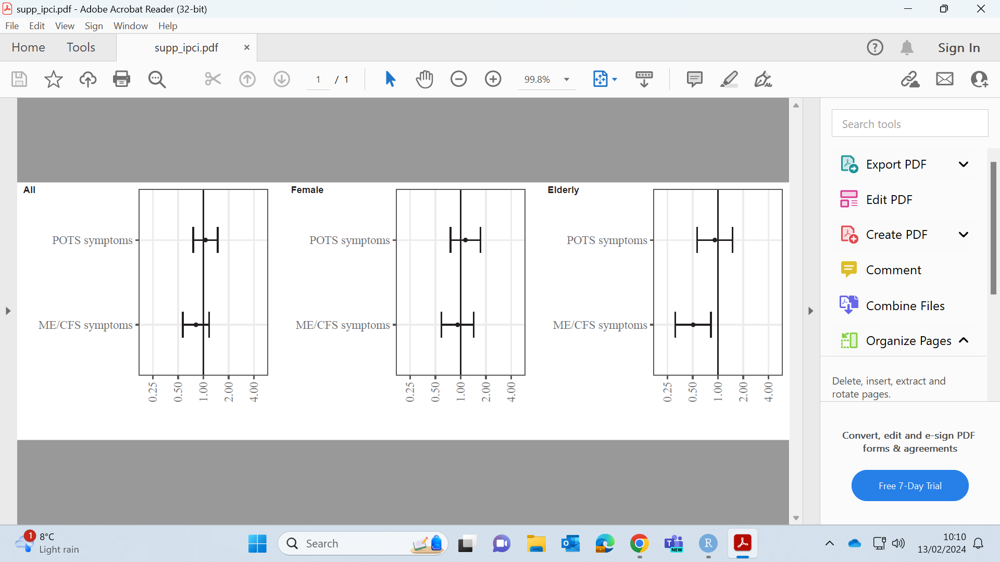 supp_ipci.pdf - Adobe Acrobat Reader (32-bit)
File Edit View Sign Window Help
Home Tools supp_ipci.pdf × Sign In
1 / 1 99.8%
All
POTS symptoms
ME/CFS symptoms
0.25 0.50 1.00 2.00 4.00
Female
POTS symptoms
ME/CFS symptoms
0.25 0.50 1.00 2.00 4.00
Elderly
POTS symptoms
ME/CFS symptoms
0.25 0.50 1.00 2.00 4.00
Search tools
Export PDF
Edit PDF
Create PDF
Comment
Combine Files
Organize Pages
Delete, insert, extract and
rotate pages.
Convert, edit and e-sign PDF
forms & agreements
Free 7-Day Trial
1
8°C
Light rain
Search
NEW
R
10:10
13/02/2024